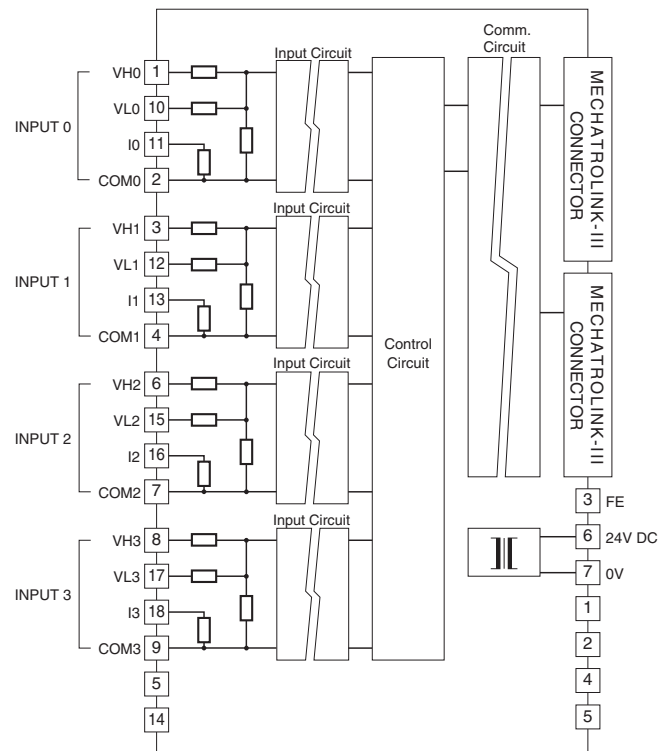 Comm.
Circuit
Input Circuit
INPUT 0
VH0 1
VL0 10
I0 11
COM0 2
MECHATROLINK-III
CONNECTOR
Input Circuit
INPUT 1
VH1 3
VL1 12
I1 13
COM1 4
Control
Circuit
MECHATROLINK-III
CONNECTOR
Input Circuit
INPUT 2
VH2 6
VL2 15
I2 16
COM2 7
Input Circuit
INPUT 3
VH3 8
VL3 17
I3 18
COM3 9
5
14
3 FE
6 24V DC
7 0V
1
2
4
5